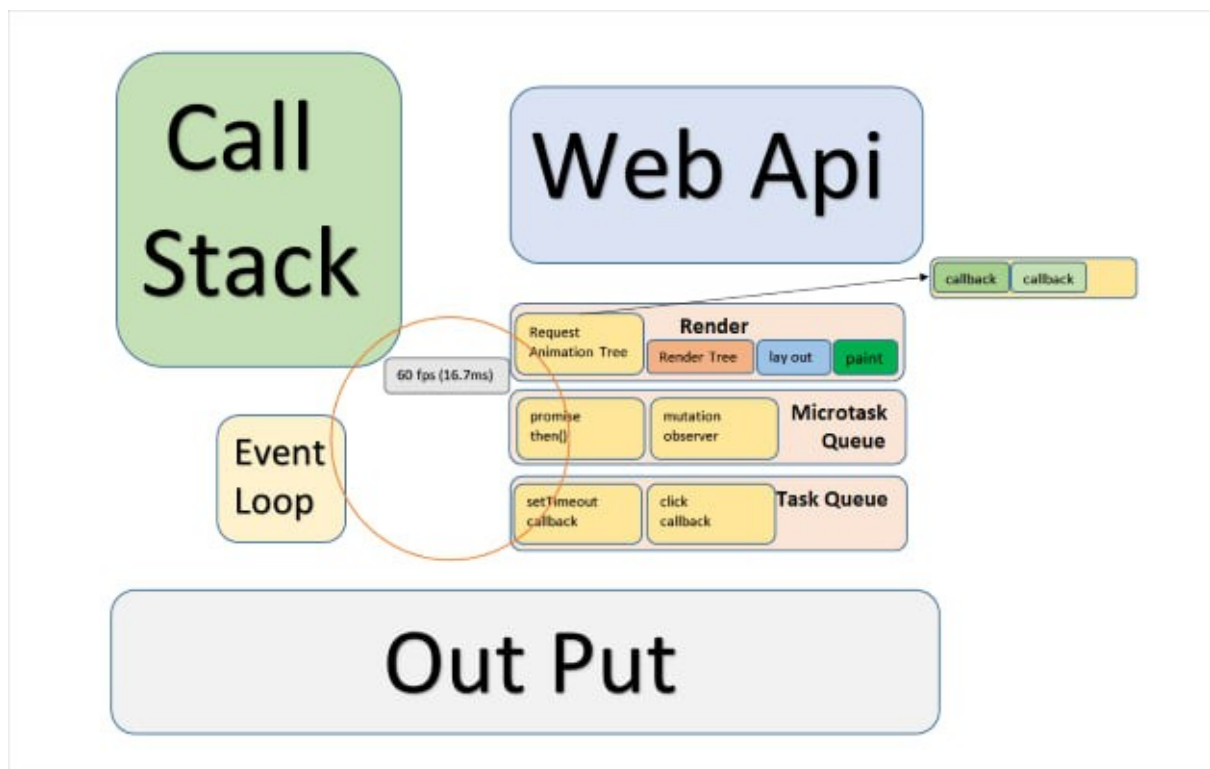 Call
Stack
Web Api
callback
callback
Request
Animation Tree
Render
Render Tree
lay out
paint
60 fps (16.7ms)
promise
then()
mutation
observer
Microtask
Queue
Event
Loop
setTimeout
callback
click
callback
Task Queue
Out Put